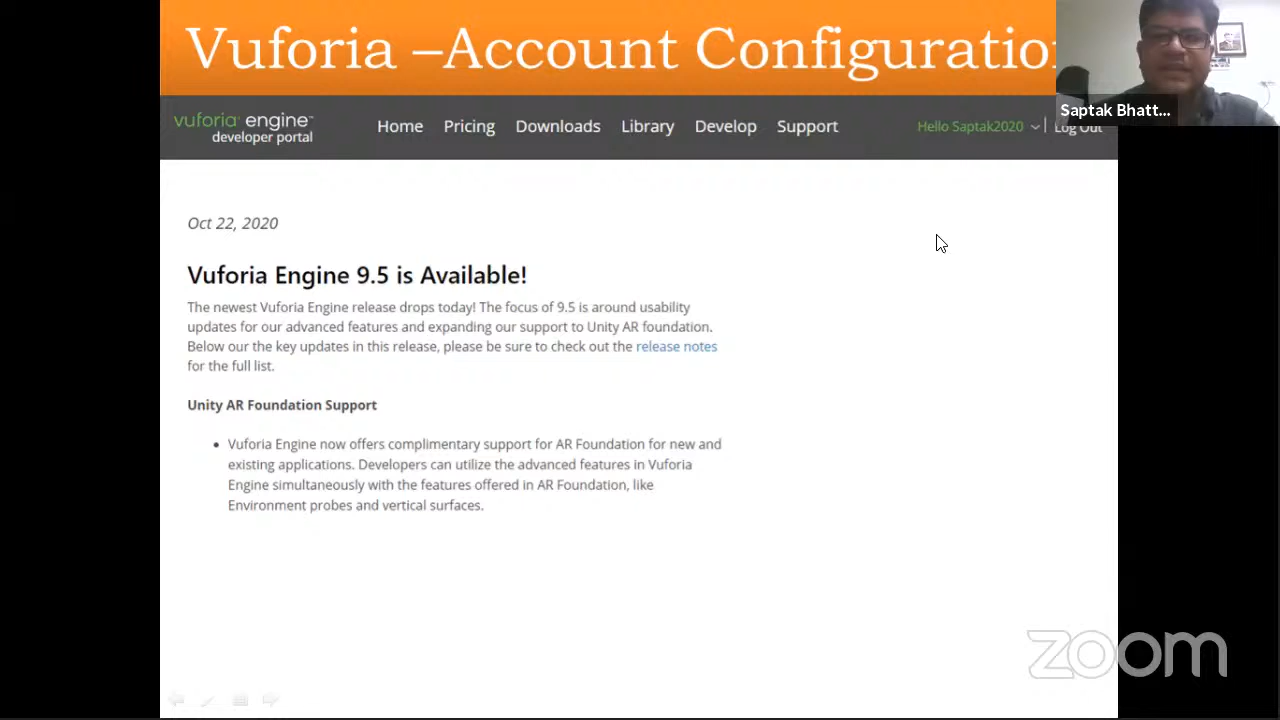 Vuforia –Account Configuratio
Saptak Bhatt...
vuforia engine™
developer portal
Home Pricing Downloads Library Develop Support
Hello Saptak2020 Log Out
Oct 22, 2020
Vuforia Engine 9.5 is Available!
The newest Vuforia Engine release drops today! The focus of 9.5 is around usability
updates for our advanced features and expanding our support to Unity AR foundation.
Below our the key updates in this release, please be sure to check out the release notes
for the full list.
Unity AR Foundation Support
• Vuforia Engine now offers complimentary support for AR Foundation for new and
existing applications. Developers can utilize the advanced features in Vuforia
Engine simultaneously with the features offered in AR Foundation, like
Environment probes and vertical surfaces.
zoom